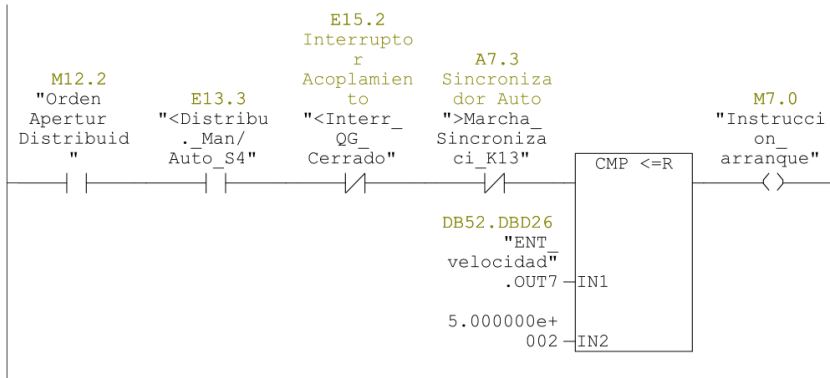 M12.2
"Orden
Apertur
Distribuid
"
E13.3
"<Distribu
._Man/
Auto_S4"
E15.2
Interrupto
r
Acoplamien
to
"<Interr_
QG_
Cerrado"
A7.3
Sincroniza
dor Auto
">Marcha_
Sincroniza
ci_K13"
CMP <=R
M7.0
"Instrucci
on_
arranque"
DB52.DBD26
"ENT_
velocidad"
.OUT7
IN1
5.000000e+
002
IN2